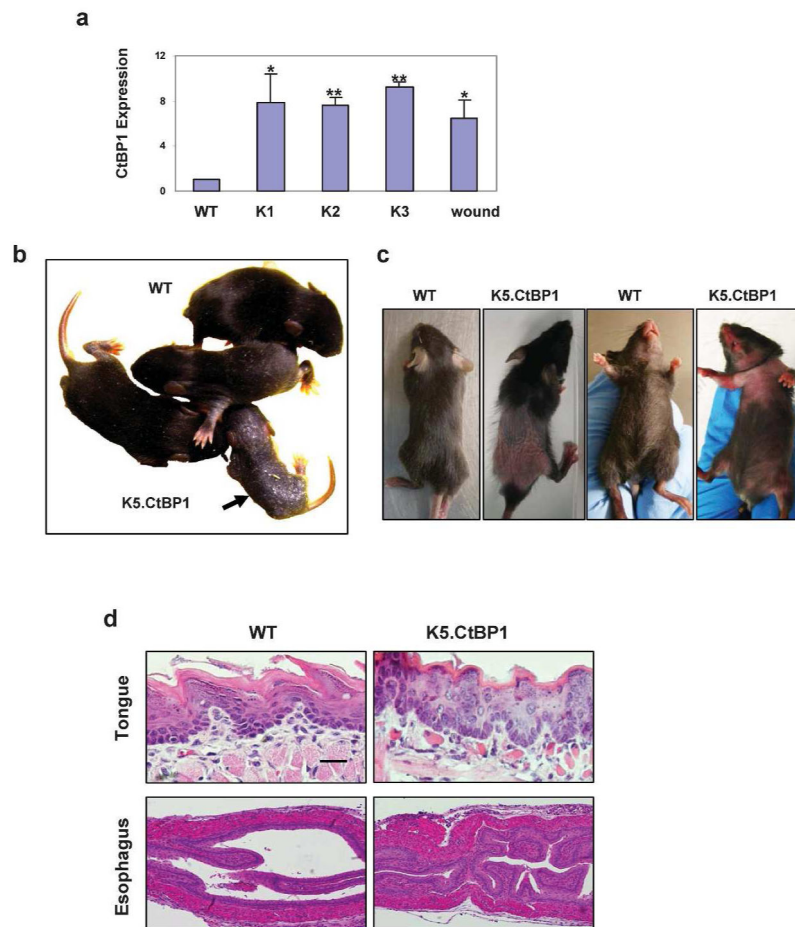 a
12
CtBP1 Expression
8
*
**
**
*
4
0
WT K1 K2 K3 wound
b
WT
K5.CtBP1
c
WT K5.CtBP1 WT K5.CtBP1
d
WT K5.CtBP1
Tongue
Esophagus